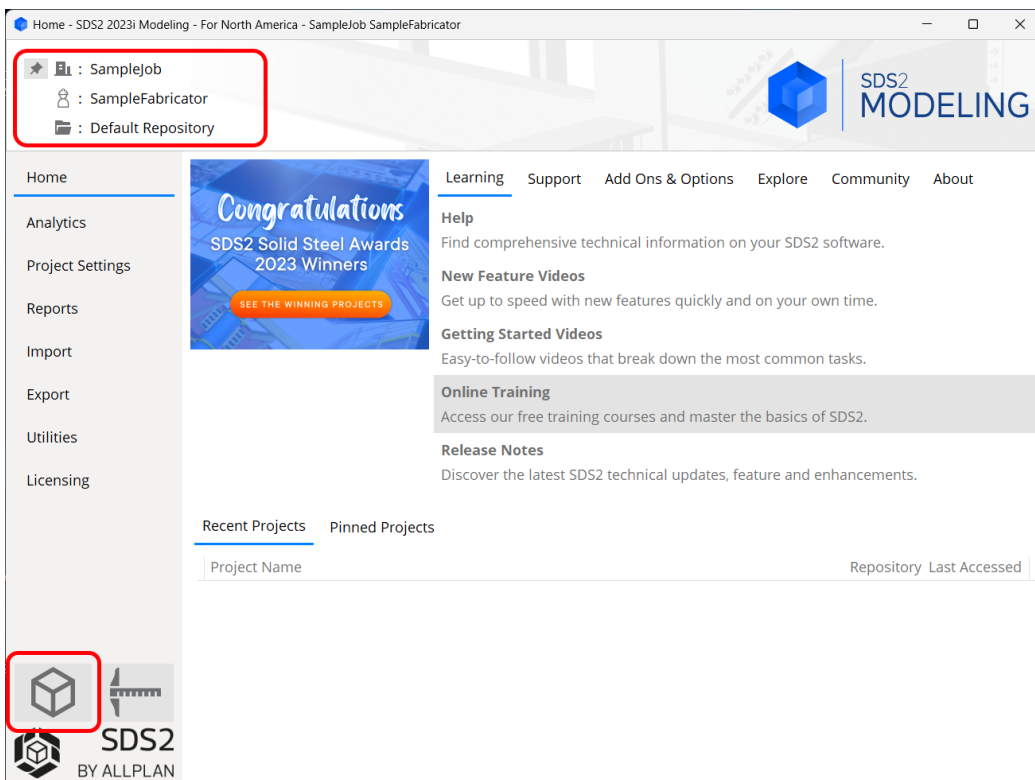 Home - SDS2 2023i Modeling - For North America - SampleJob SampleFabricator
: SampleJob
: SampleFabricator
: Default Repository
SDS2
MODELING
Home
Analytics
Project Settings
Reports
Import
Export
Utilities
Licensing
Congratulations
SDS2 Solid Steel Awards
2023 Winners
SEE THE WINNING PROJECTS
Learning Support Add Ons & Options Explore Community About
Help
Find comprehensive technical information on your SDS2 software.
New Feature Videos
Get up to speed with new features quickly and on your own time.
Getting Started Videos
Easy-to-follow videos that break down the most common tasks.
Online Training
Access our free training courses and master the basics of SDS2.
Release Notes
Discover the latest SDS2 technical updates, feature and enhancements.
Recent Projects Pinned Projects
Project Name Repository Last Accessed
SDS2
BY ALLPLAN